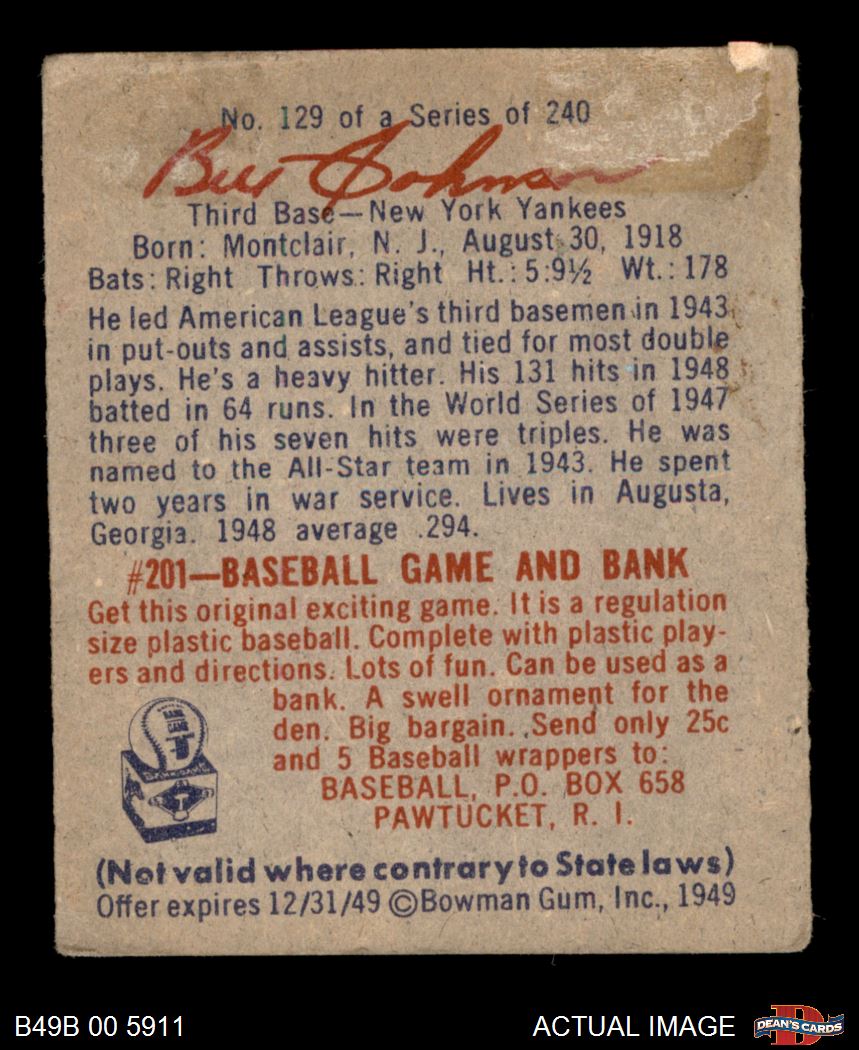 No. 129 of a Series of 240
Bill Johnson
Third Base—New York Yankees
Born: Montclair, N. J., August 30, 1918
Bats: Right Throws: Right Ht.: 5:9½ Wt.: 178
He led American League's third basemen in 1943
in put-outs and assists, and tied for most double
plays. He's a heavy hitter. His 131 hits in 1948
batted in 64 runs. In the World Series of 1947
three of his seven hits were triples. He was
named to the All-Star team in 1943. He spent
two years in war service. Lives in Augusta,
Georgia. 1948 average .294.
#201—BASEBALL GAME AND BANK
Get this original exciting game. It is a regulation
size plastic baseball. Complete with plastic play-
ers and directions. Lots of fun. Can be used as a
bank. A swell ornament for the
den. Big bargain. Send only 25c
and 5 Baseball wrappers to:
BASEBALL, P.O. BOX 658
PAWTUCKET, R. I.
(Not valid where contrary to State laws)
Offer expires 12/31/49 ©Bowman Gum, Inc., 1949
B49B 00 5911
ACTUAL IMAGE
DEAN'S CARDS